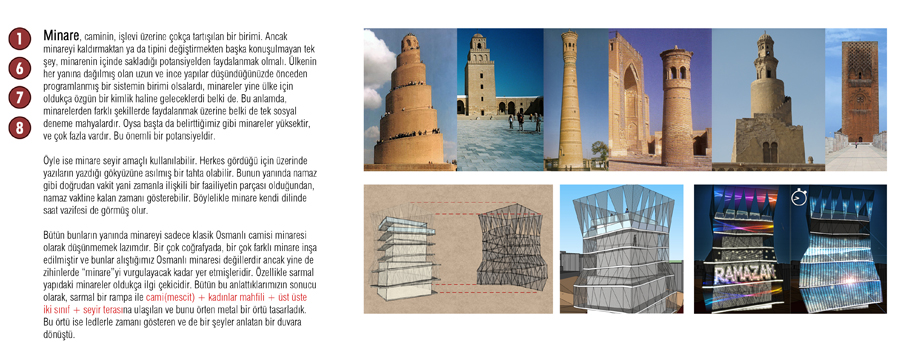 1
6
7
8
Minare, caminin, işlevi üzerine çokça tartışılan bir birimi. Ancak
minareyi kaldırmaktan ya da tipini değiştirmekten başka konuşulmayan tek
şey, minarenin içinde sakladığı potansiyelden faydalanmak olmalı. Ülkenin
her yanına dağılmış olan uzun ve ince yapılar düşündüğünüzde önceden
programlanmış bir sistemin birimi olsalardı, minareler yine ülke için
oldukça özgün bir kimlik haline geleceklerdi belki de. Bu anlamda,
minarelerden farklı şekillerde faydalanmak üzerine belki de tek sosyal
deneme mahyalardır. Oysa başta da belirttiğimiz gibi minareler yüksektir,
ve çok fazla vardır. Bu önemli bir potansiyeldir.
Öyle ise minare seyir amaçlı kullanılabilir. Herkes gördüğü için üzerinde
yazıların yazdığı gökyüzüne asılmış bir tahta olabilir. Bunun yanında namaz
gibi doğrudan vakit yani zamanla ilişkili bir faailiyetin parçası olduğundan,
namaz vaktine kalan zamanı gösterebilir. Böylelikle minare kendi dilinde
saat vazifesi de görmüş olur.
Bütün bunların yanında minareyi sadece klasik Osmanlı camisi minaresi
olarak düşünmemek lazımdır. Bir çok coğrafyada, bir çok farklı minare inşa
edilmiştir ve bunlar alıştığımız Osmanlı minaresi değillerdir ancak yine de
zihinlerde "minare"yi vurgulayacak kadar yer etmişleridir. Özellikle sarmal
yapıdaki minareler oldukça ilgi çekicidir. Bütün bu anlattıklarımızın sonucu
olarak, sarmal bir rampa ile cami(mescit) + kadınlar mahfili + üst üste
iki sınıf + seyir terasına ulaşılan ve bunu örten metal bir örtü tasarladık.
Bu örtü ise ledlerle zamanı gösteren ve de bir şeyler anlatan bir duvara
dönüştü.
RAMAZAN